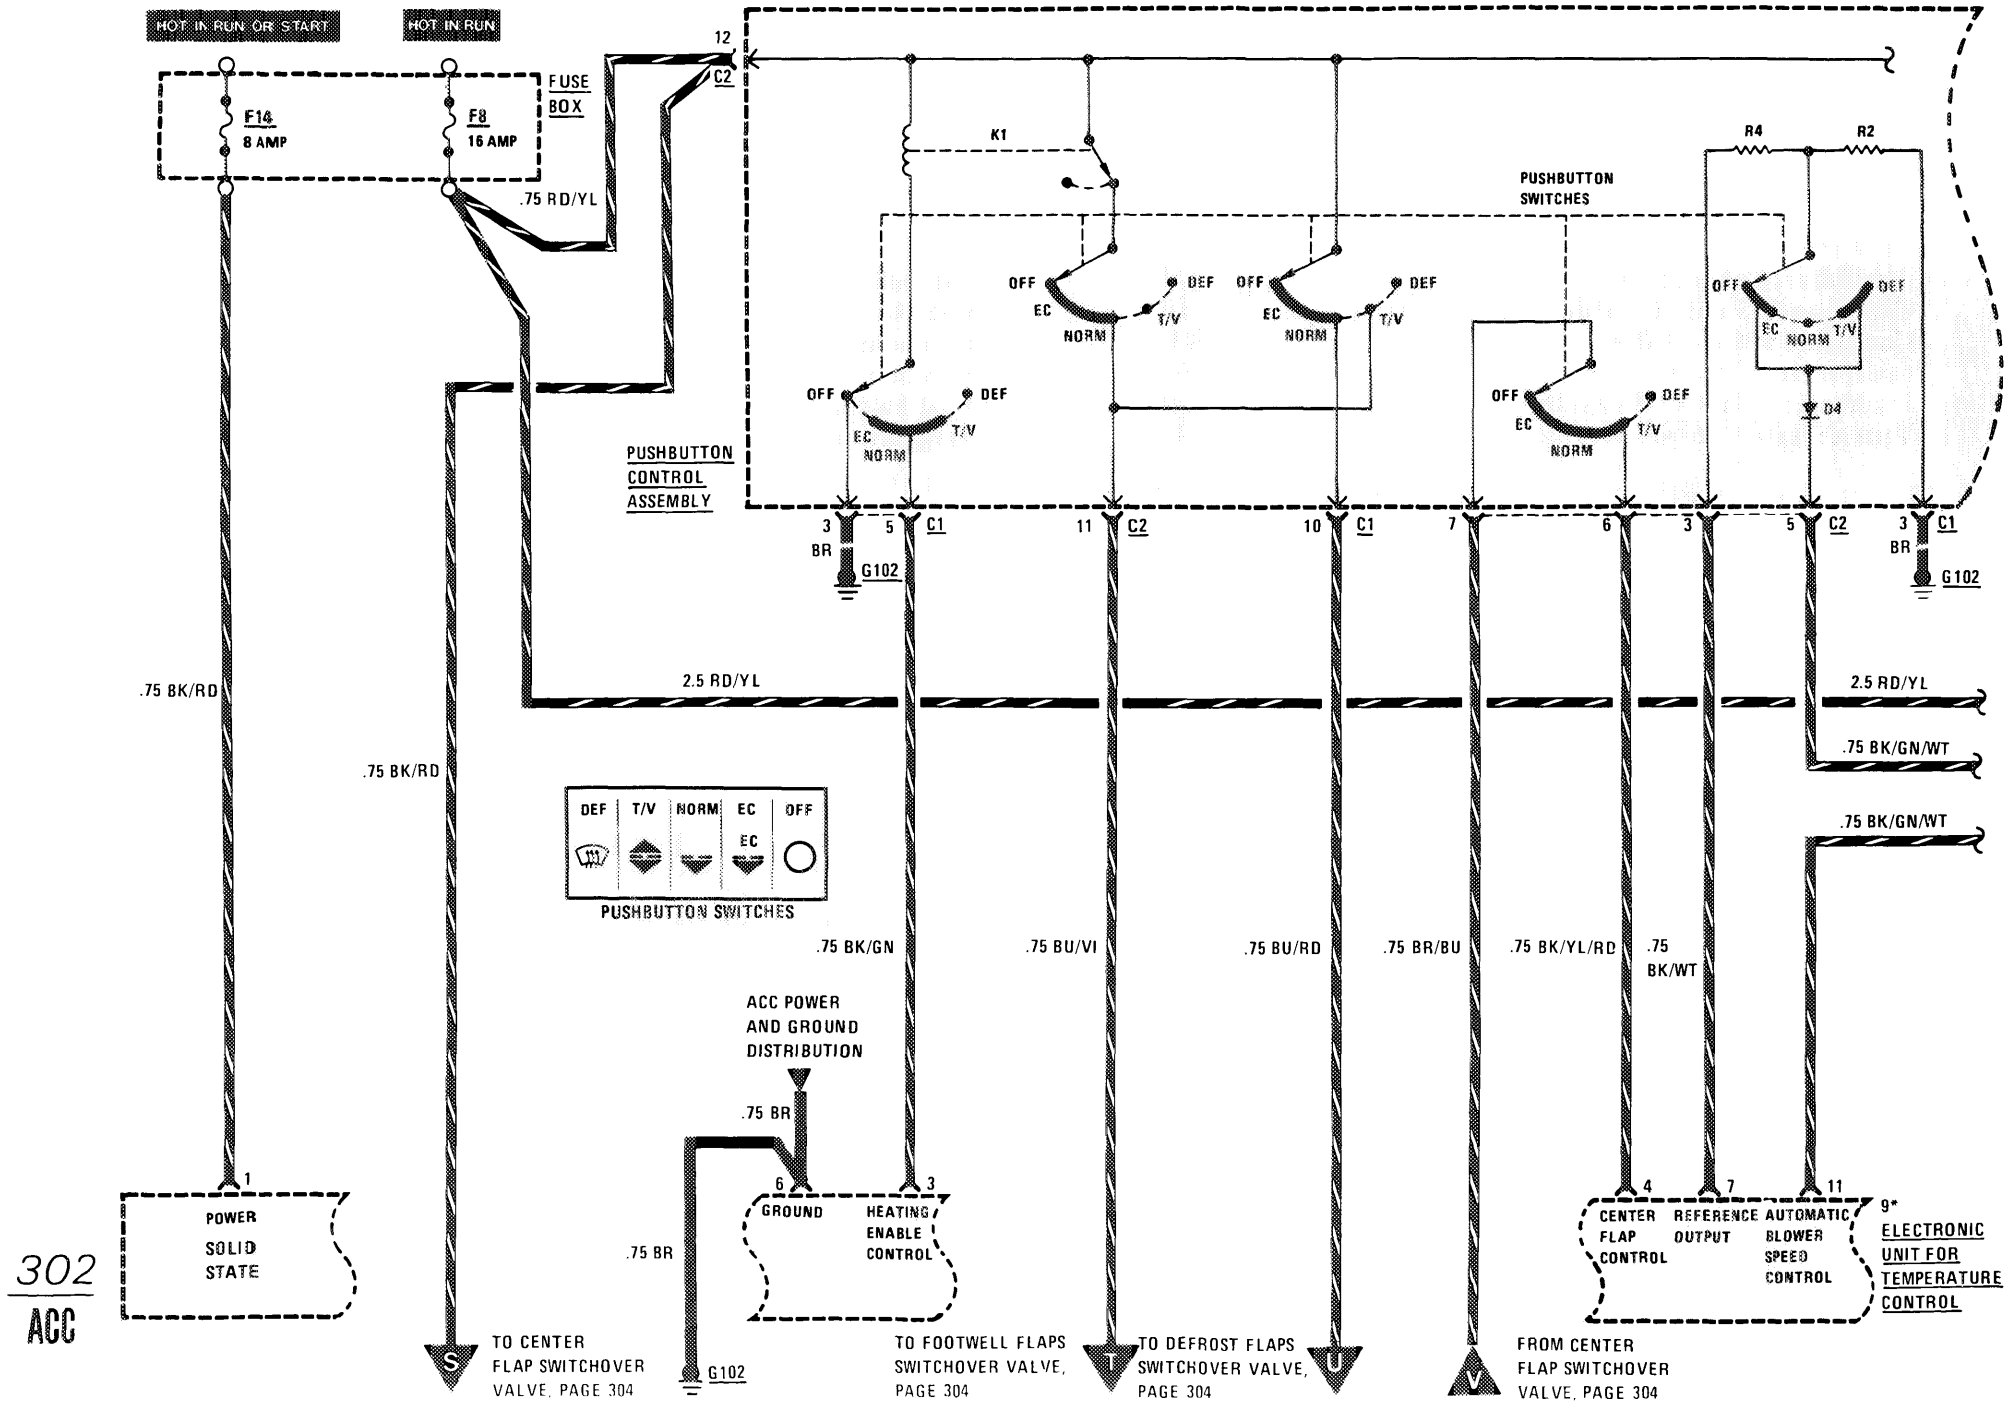 HOT IN RUN OR START
HOT IN RUN
FUSE
BOX
F14
8 AMP
F8
16 AMP
.75 RD/YL
12
C2
K1
R4
R2
PUSHBUTTON
SWITCHES
OFF
EC
NORM
T/V
DEF
OFF
EC
NORM
T/V
DEF
OFF
EC
NORM
T/V
DEF
OFF
EC
NORM
T/V
DEF
OFF
EC
NORM
T/V
DEF
D4
PUSHBUTTON
CONTROL
ASSEMBLY
3
5
C1
11
C2
10
C1
7
6
3
5
C2
3
C1
BR
G102
BR
G102
2.5 RD/YL
2.5 RD/YL
.75 BK/RD
.75 BK/RD
.75 BK/GN/WT
.75 BK/GN/WT
DEF T/V NORM EC OFF
EC
PUSHBUTTON SWITCHES
.75 BK/GN
.75 BU/VI
.75 BU/RD
.75 BR/BU
.75 BK/YL/RD
.75
BK/WT
ACC POWER
AND GROUND
DISTRIBUTION
.75 BR
.75 BR
1
POWER
SOLID
STATE
6
GROUND
3
HEATING
ENABLE
CONTROL
4
CENTER
FLAP
CONTROL
7
REFERENCE
OUTPUT
11
AUTOMATIC
BLOWER
SPEED
CONTROL
9*
ELECTRONIC
UNIT FOR
TEMPERATURE
CONTROL
302
ACC
S
TO CENTER
FLAP SWITCHOVER
VALVE, PAGE 304
G102
TO FOOTWELL FLAPS
SWITCHOVER VALVE,
PAGE 304
T
TO DEFROST FLAPS
SWITCHOVER VALVE,
PAGE 304
U
V
FROM CENTER
FLAP SWITCHOVER
VALVE, PAGE 304